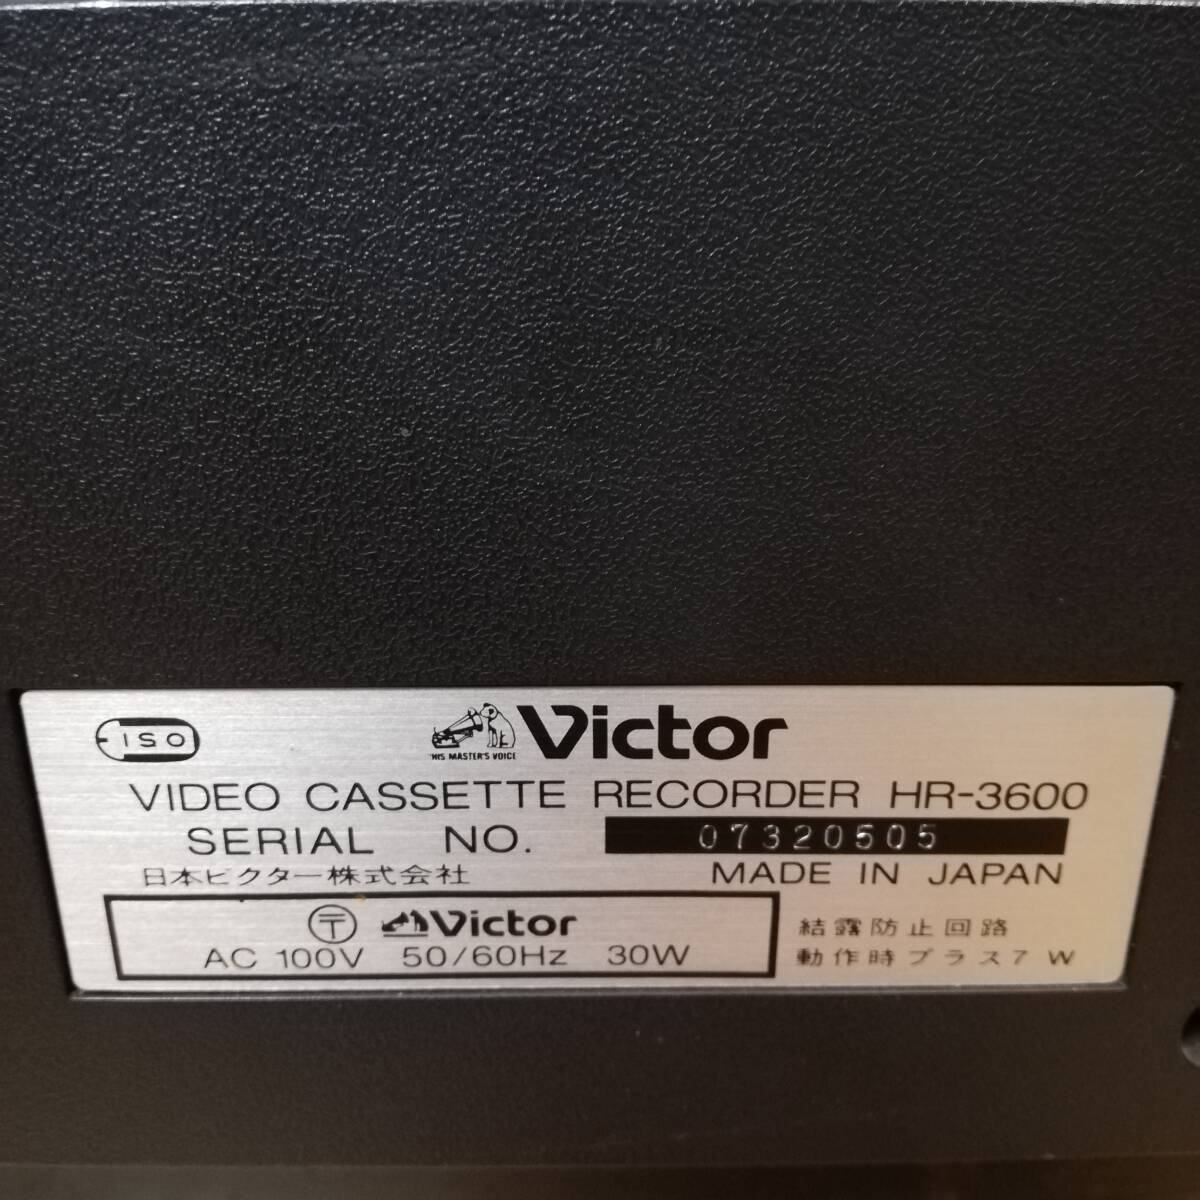 ISO
HIS MASTER'S VOICE
Victor
VIDEO CASSETTE RECORDER HR-3600
SERIAL NO. 07320505
日本ビクター株式会社 MADE IN JAPAN
〒 Victor
AC 100V 50/60Hz 30W
結露防止回路
動作時プラス7W